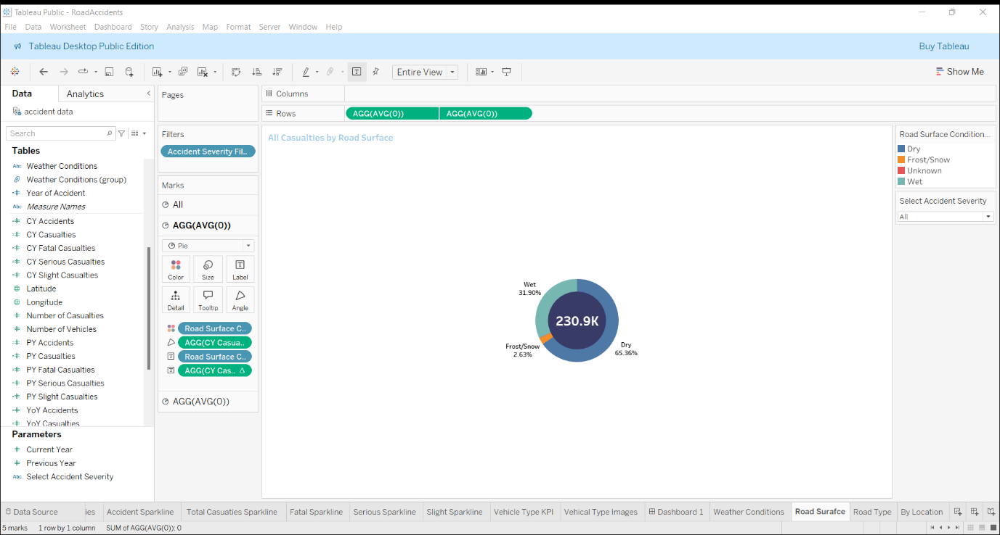 Tableau Public - RoadAccidents
File Data Worksheet Dashboard Story Analysis Map Format Server Window Help
Tableau Desktop Public Edition
Buy Tableau
Entire View
Show Me
Data
Analytics
accident data
Search
Tables
Abc Weather Conditions
Weather Conditions (group)
Year of Accident
Abc Measure Names
CY Accidents
CY Casualties
CY Fatal Casualties
CY Serious Casualties
CY Slight Casualties
Latitude
Longitude
Number of Casualties
Number of Vehicles
PY Accidents
PY Casualties
PY Fatal Casualties
PY Serious Casualties
PY Slight Casualties
YoY Accidents
YoY Casualties
Parameters
Current Year
Previous Year
Abc Select Accident Severity
Pages
Filters
Accident Severity Fil..
Marks
All
AGG(AVG(0))
Pie
Color Size Label
Detail Tooltip Angle
Road Surface C..
AGG(CY Casua..
Road Surface C..
AGG(CY Cas.. Δ
AGG(AVG(0))
Columns
Rows
AGG(AVG(0)) AGG(AVG(0))
All Casualties by Road Surface
Wet
31.90%
230.9K
Frost/Snow
2.63%
Dry
65.36%
Road Surface Condition...
Dry
Frost/Snow
Unknown
Wet
Select Accident Severity
All
Data Source ies Accident Sparkline Total Casuaties Sparkline Fatal Sparkline Serious Sparkline Slight Sparkline Vehicle Type KPI Vehical Type Images Dashboard 1 Weather Conditions Road Surafce Road Type By Location
5 marks 1 row by 1 column SUM of AGG(AVG(0)): 0